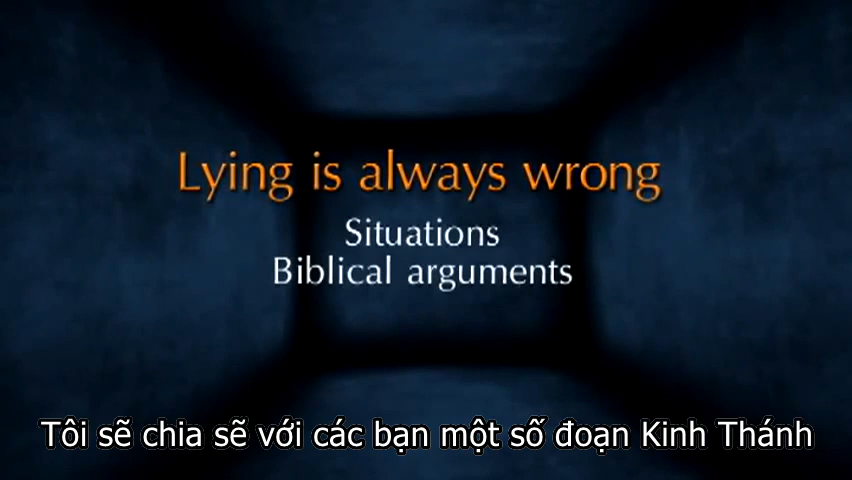 Lying is always wrong
Situations
Biblical arguments
Tôi sẽ chia sẽ với các bạn một số đoạn Kinh Thánh